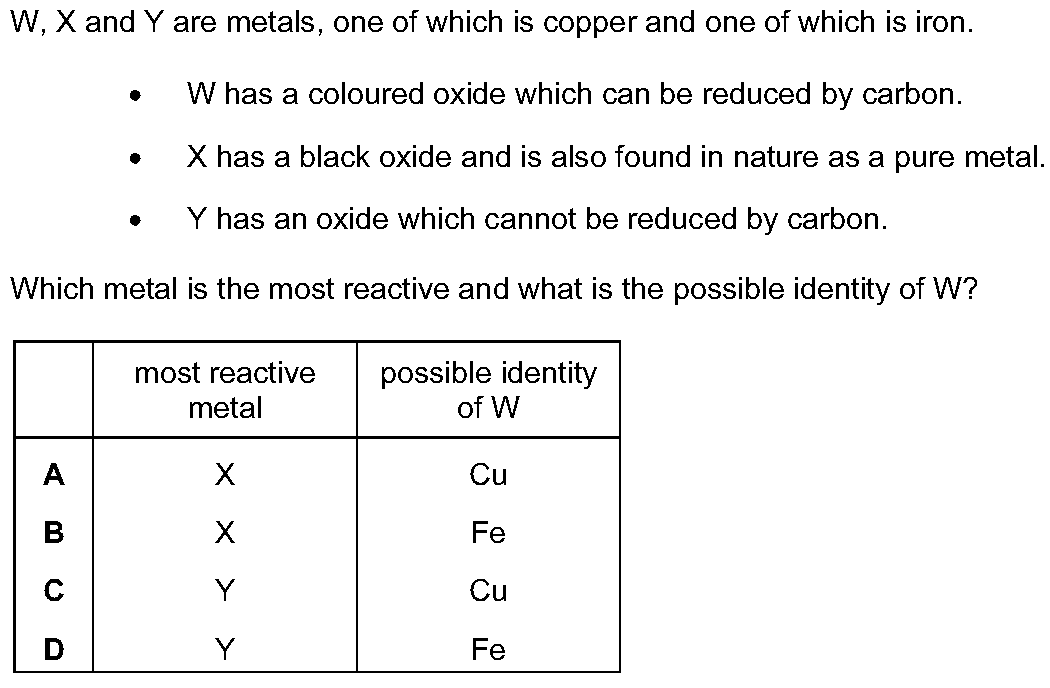 W, X and Y are metals, one of which is copper and one of which is iron.
• W has a coloured oxide which can be reduced by carbon.
• X has a black oxide and is also found in nature as a pure metal.
• Y has an oxide which cannot be reduced by carbon.
Which metal is the most reactive and what is the possible identity of W?
most reactive metal possible identity of W
A X Cu
B X Fe
C Y Cu
D Y Fe